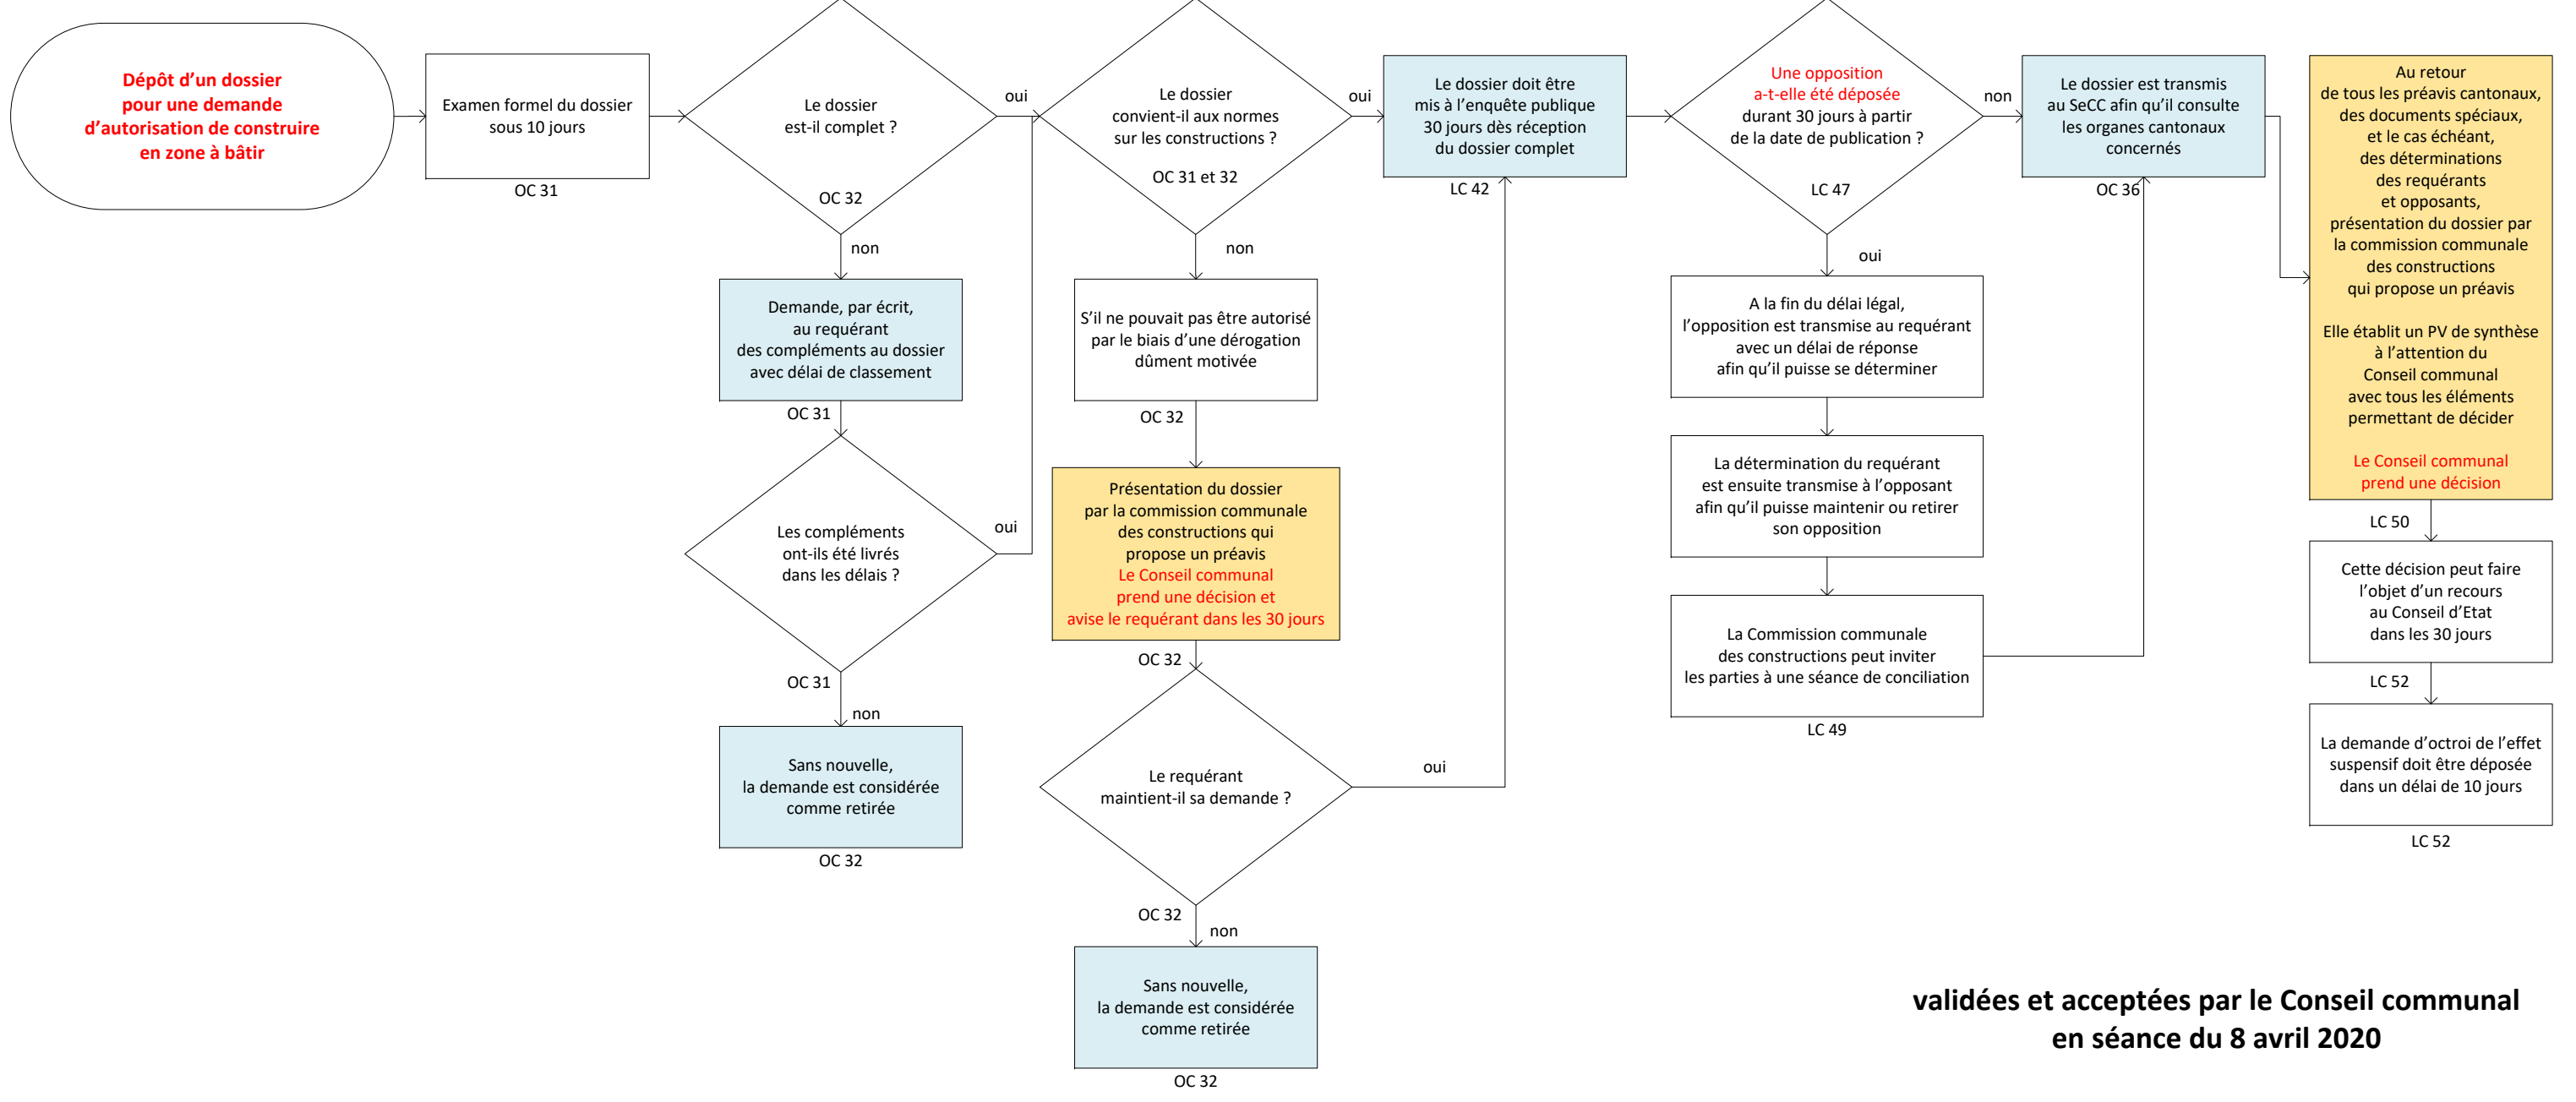 Dépôt d’un dossier
pour une demande
d’autorisation de construire
en zone à bâtir
Examen formel du dossier
sous 10 jours
OC 31
Le dossier
est-il complet ?
OC 32
oui
non
Demande, par écrit,
au requérant
des compléments au dossier
avec délai de classement
OC 31
Les compléments
ont-ils été livrés
dans les délais ?
oui
OC 31
non
Sans nouvelle,
la demande est considérée
comme retirée
OC 32
Le dossier
convient-il aux normes
sur les constructions ?
OC 31 et 32
oui
non
S’il ne pouvait pas être autorisé
par le biais d’une dérogation
dûment motivée
OC 32
Présentation du dossier
par la commission communale
des constructions qui
propose un préavis
Le Conseil communal
prend une décision et
avise le requérant dans les 30 jours
OC 32
Le requérant
maintient-il sa demande ?
oui
OC 32
non
Sans nouvelle,
la demande est considérée
comme retirée
OC 32
Le dossier doit être
mis à l’enquête publique
30 jours dès réception
du dossier complet
LC 42
Une opposition
a-t-elle été déposée
durant 30 jours à partir
de la date de publication ?
LC 47
non
oui
A la fin du délai légal,
l’opposition est transmise au requérant
avec un délai de réponse
afin qu’il puisse se déterminer
La détermination du requérant
est ensuite transmise à l’opposant
afin qu’il puisse maintenir ou retirer
son opposition
La Commission communale
des constructions peut inviter
les parties à une séance de conciliation
LC 49
Le dossier est transmis
au SeCC afin qu’il consulte
les organes cantonaux
concernés
OC 36
Au retour
de tous les préavis cantonaux,
des documents spéciaux,
et le cas échéant,
des déterminations
des requérants
et opposants,
présentation du dossier par
la commission communale
des constructions
qui propose un préavis
Elle établit un PV de synthèse
à l’attention du
Conseil communal
avec tous les éléments
permettant de décider
Le Conseil communal
prend une décision
LC 50
Cette décision peut faire
l’objet d’un recours
au Conseil d’Etat
dans les 30 jours
LC 52
La demande d’octroi de l’effet
suspensif doit être déposée
dans un délai de 10 jours
LC 52
validées et acceptées par le Conseil communal
en séance du 8 avril 2020